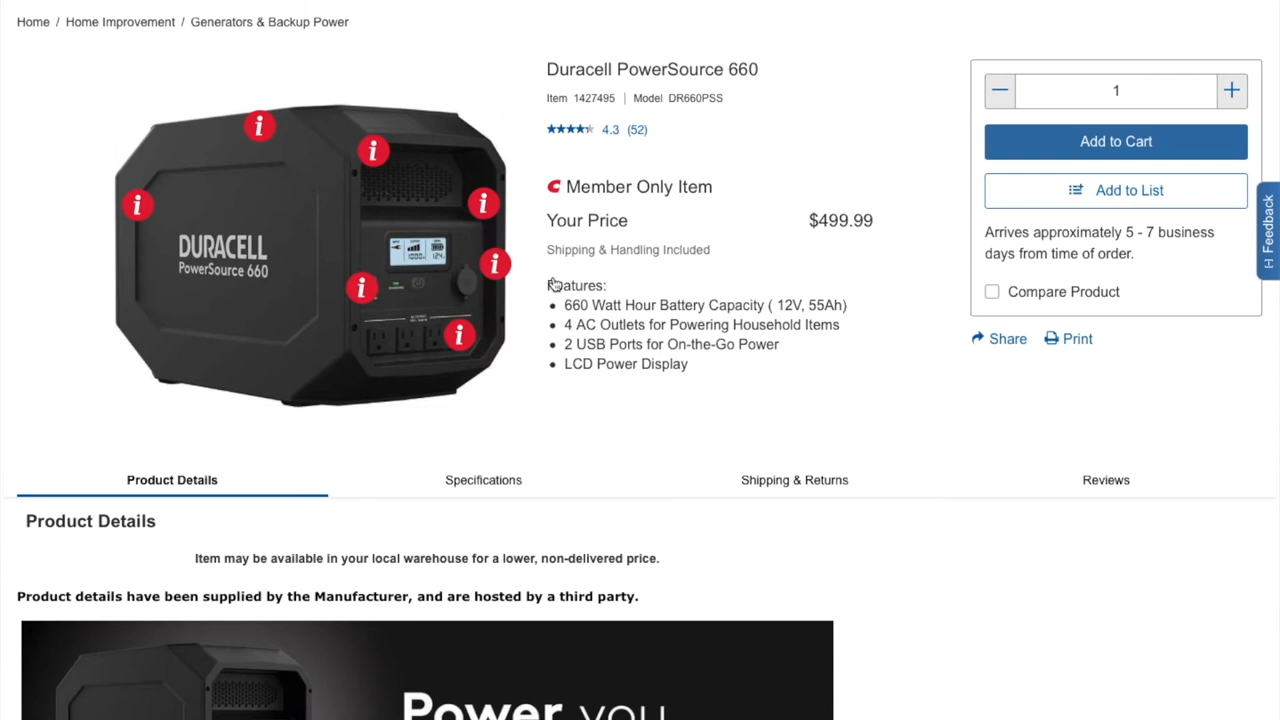 Home / Home Improvement / Generators & Backup Power
Duracell PowerSource 660
Item 1427495 | Model DR660PSS
4.3 (52)
Member Only Item
Your Price $499.99
Shipping & Handling Included
Features:
660 Watt Hour Battery Capacity ( 12V, 55Ah)
4 AC Outlets for Powering Household Items
2 USB Ports for On-the-Go Power
LCD Power Display
1
Add to Cart
Add to List
Arrives approximately 5 - 7 business
days from time of order.
Compare Product
Share Print
Feedback
DURACELL
PowerSource 660
Product Details Specifications Shipping & Returns Reviews
Product Details
Item may be available in your local warehouse for a lower, non-delivered price.
Product details have been supplied by the Manufacturer, and are hosted by a third party.
Power you